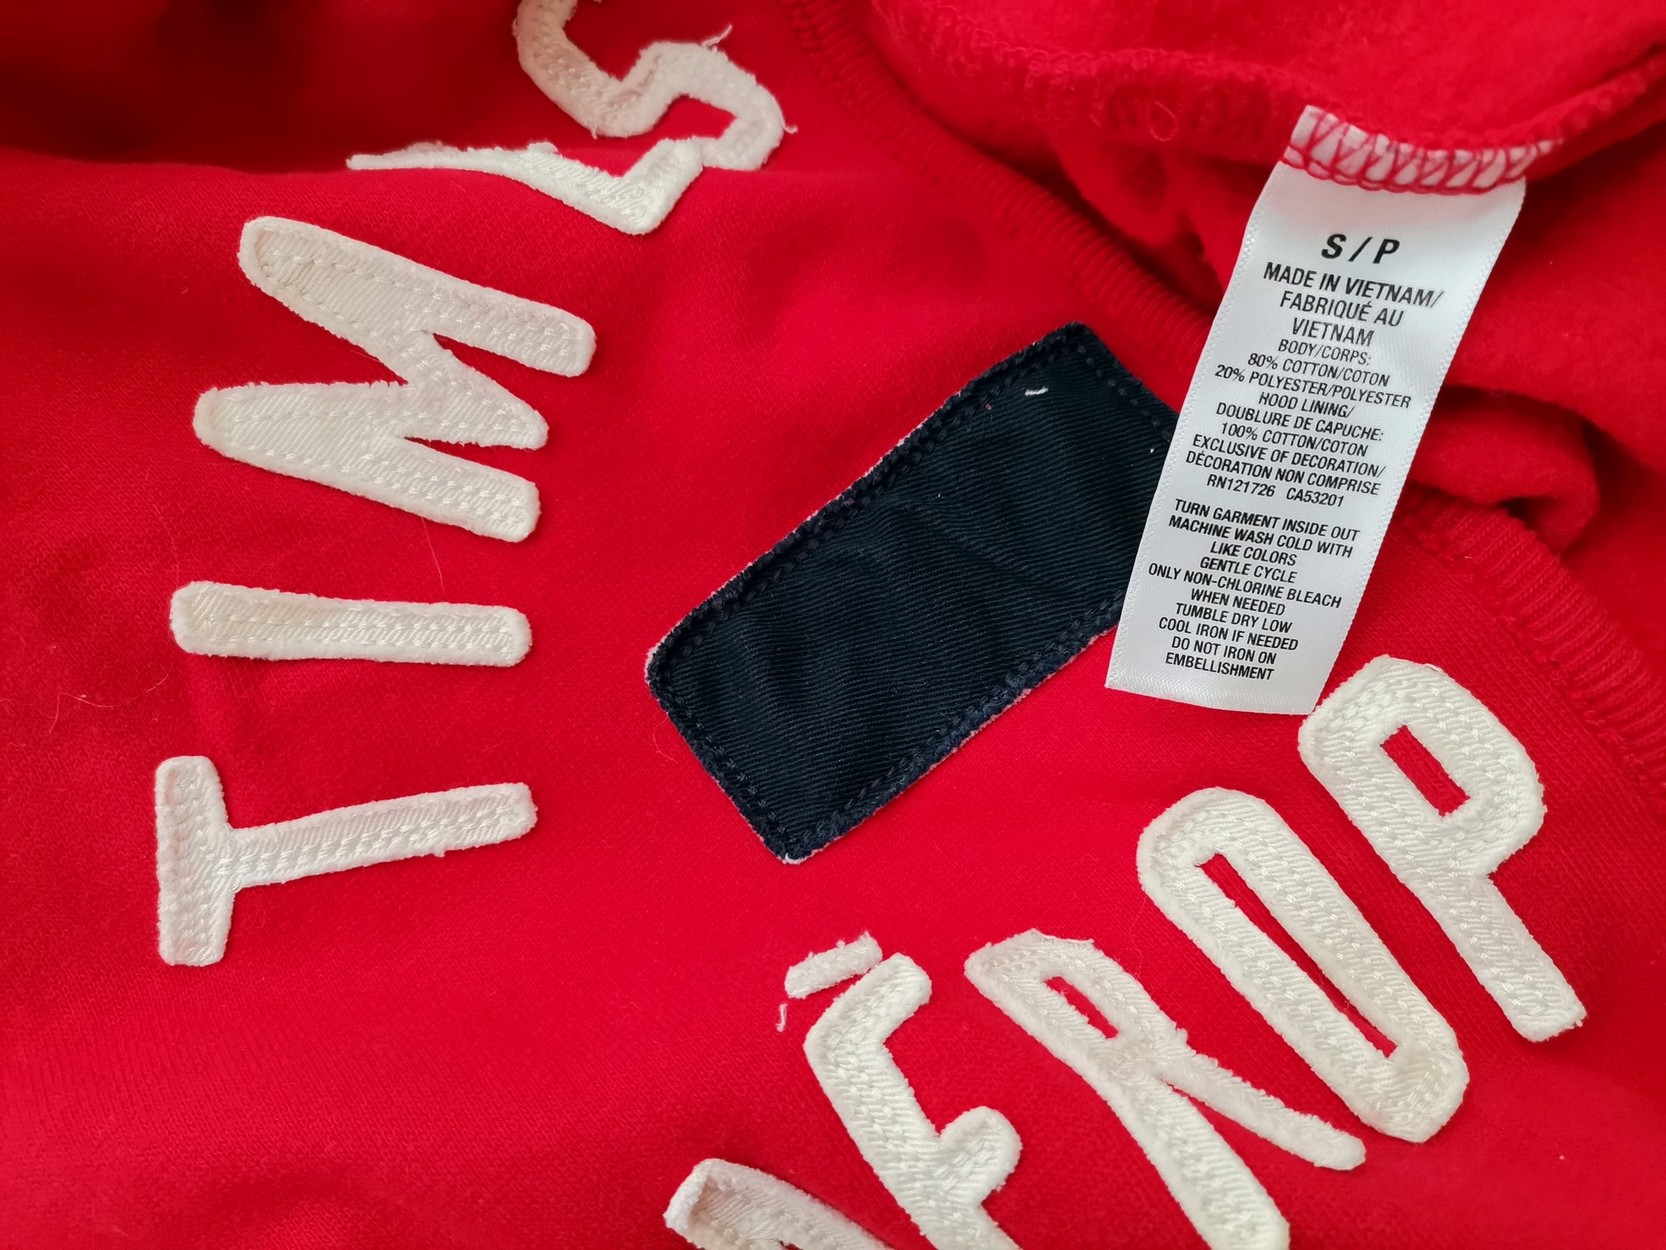 TIM
ÉROP
S / P
MADE IN VIETNAM/
FABRIQUÉ AU
VIETNAM
BODY/CORPS:
80% COTTON/COTON
20% POLYESTER/POLYESTER
HOOD LINING/
DOUBLURE DE CAPUCHE:
100% COTTON/COTON
EXCLUSIVE OF DECORATION/
DÉCORATION NON COMPRISE
RN121726 CA53201
TURN GARMENT INSIDE OUT
MACHINE WASH COLD WITH
LIKE COLORS
GENTLE CYCLE
ONLY NON-CHLORINE BLEACH
WHEN NEEDED
TUMBLE DRY LOW
COOL IRON IF NEEDED
DO NOT IRON ON
EMBELLISHMENT